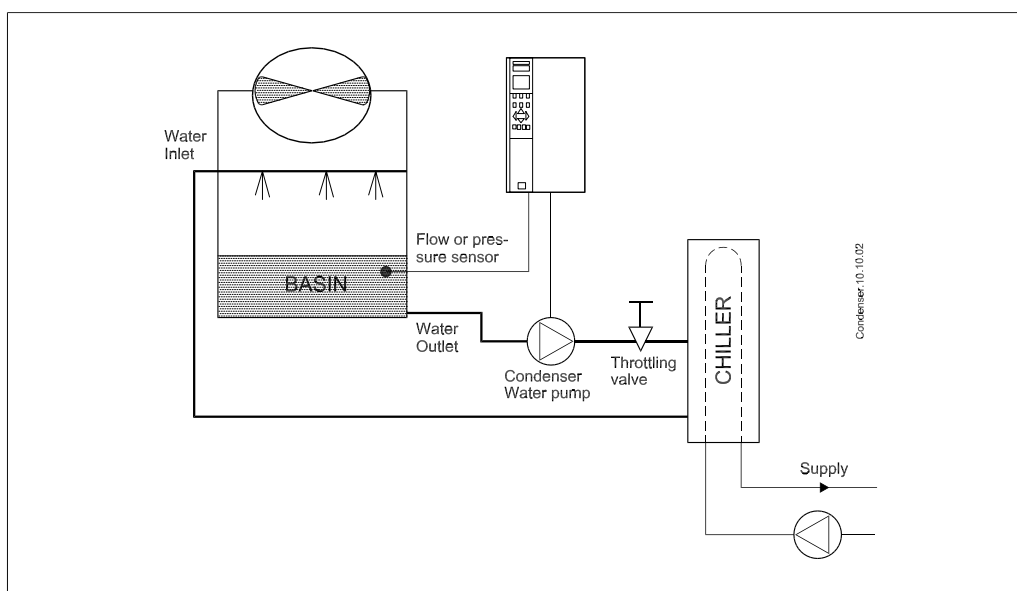 Water
Inlet
Flow or pres-
sure sensor
BASIN
Water
Outlet
Condenser
Water pump
Throttling
valve
CHILLER
Condenser.10.10.02
Supply